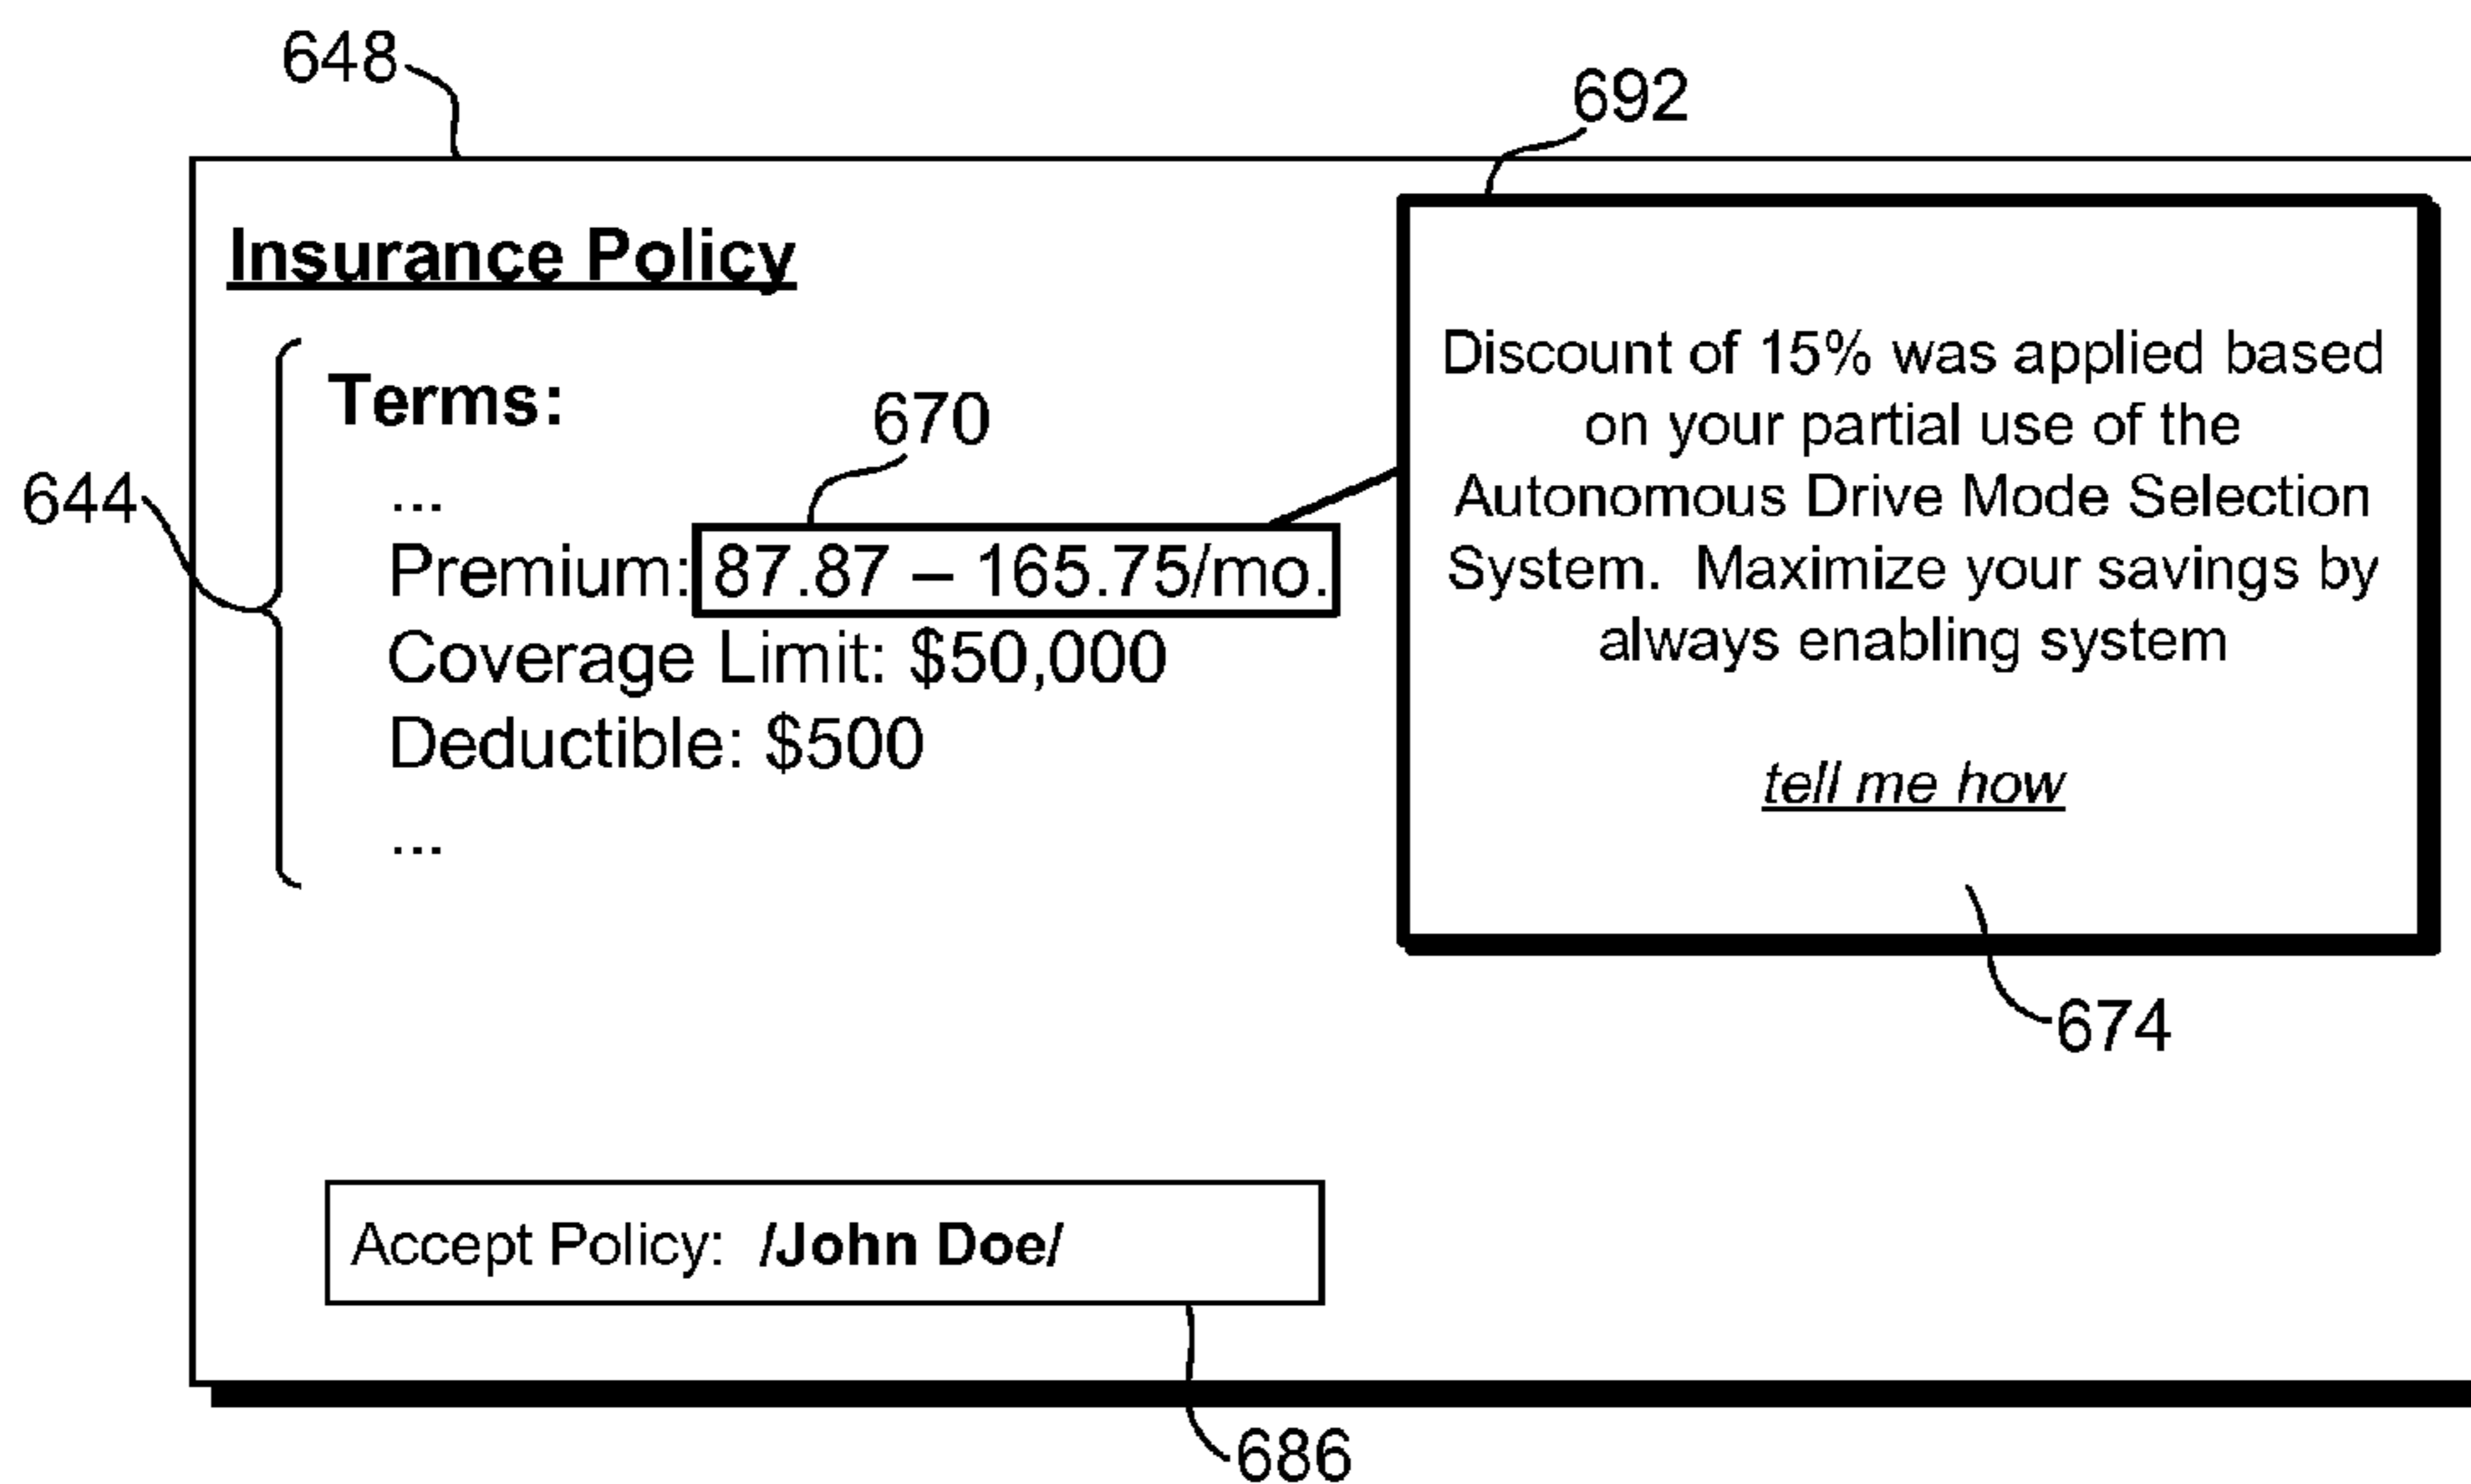 648
692
Insurance Policy
Terms:
...
670
644
Premium: 87.87 – 165.75/mo.
Coverage Limit: $50,000
Deductible: $500
...
Discount of 15% was applied based
on your partial use of the
Autonomous Drive Mode Selection
System. Maximize your savings by
always enabling system
tell me how
674
Accept Policy: /John Doe/
686